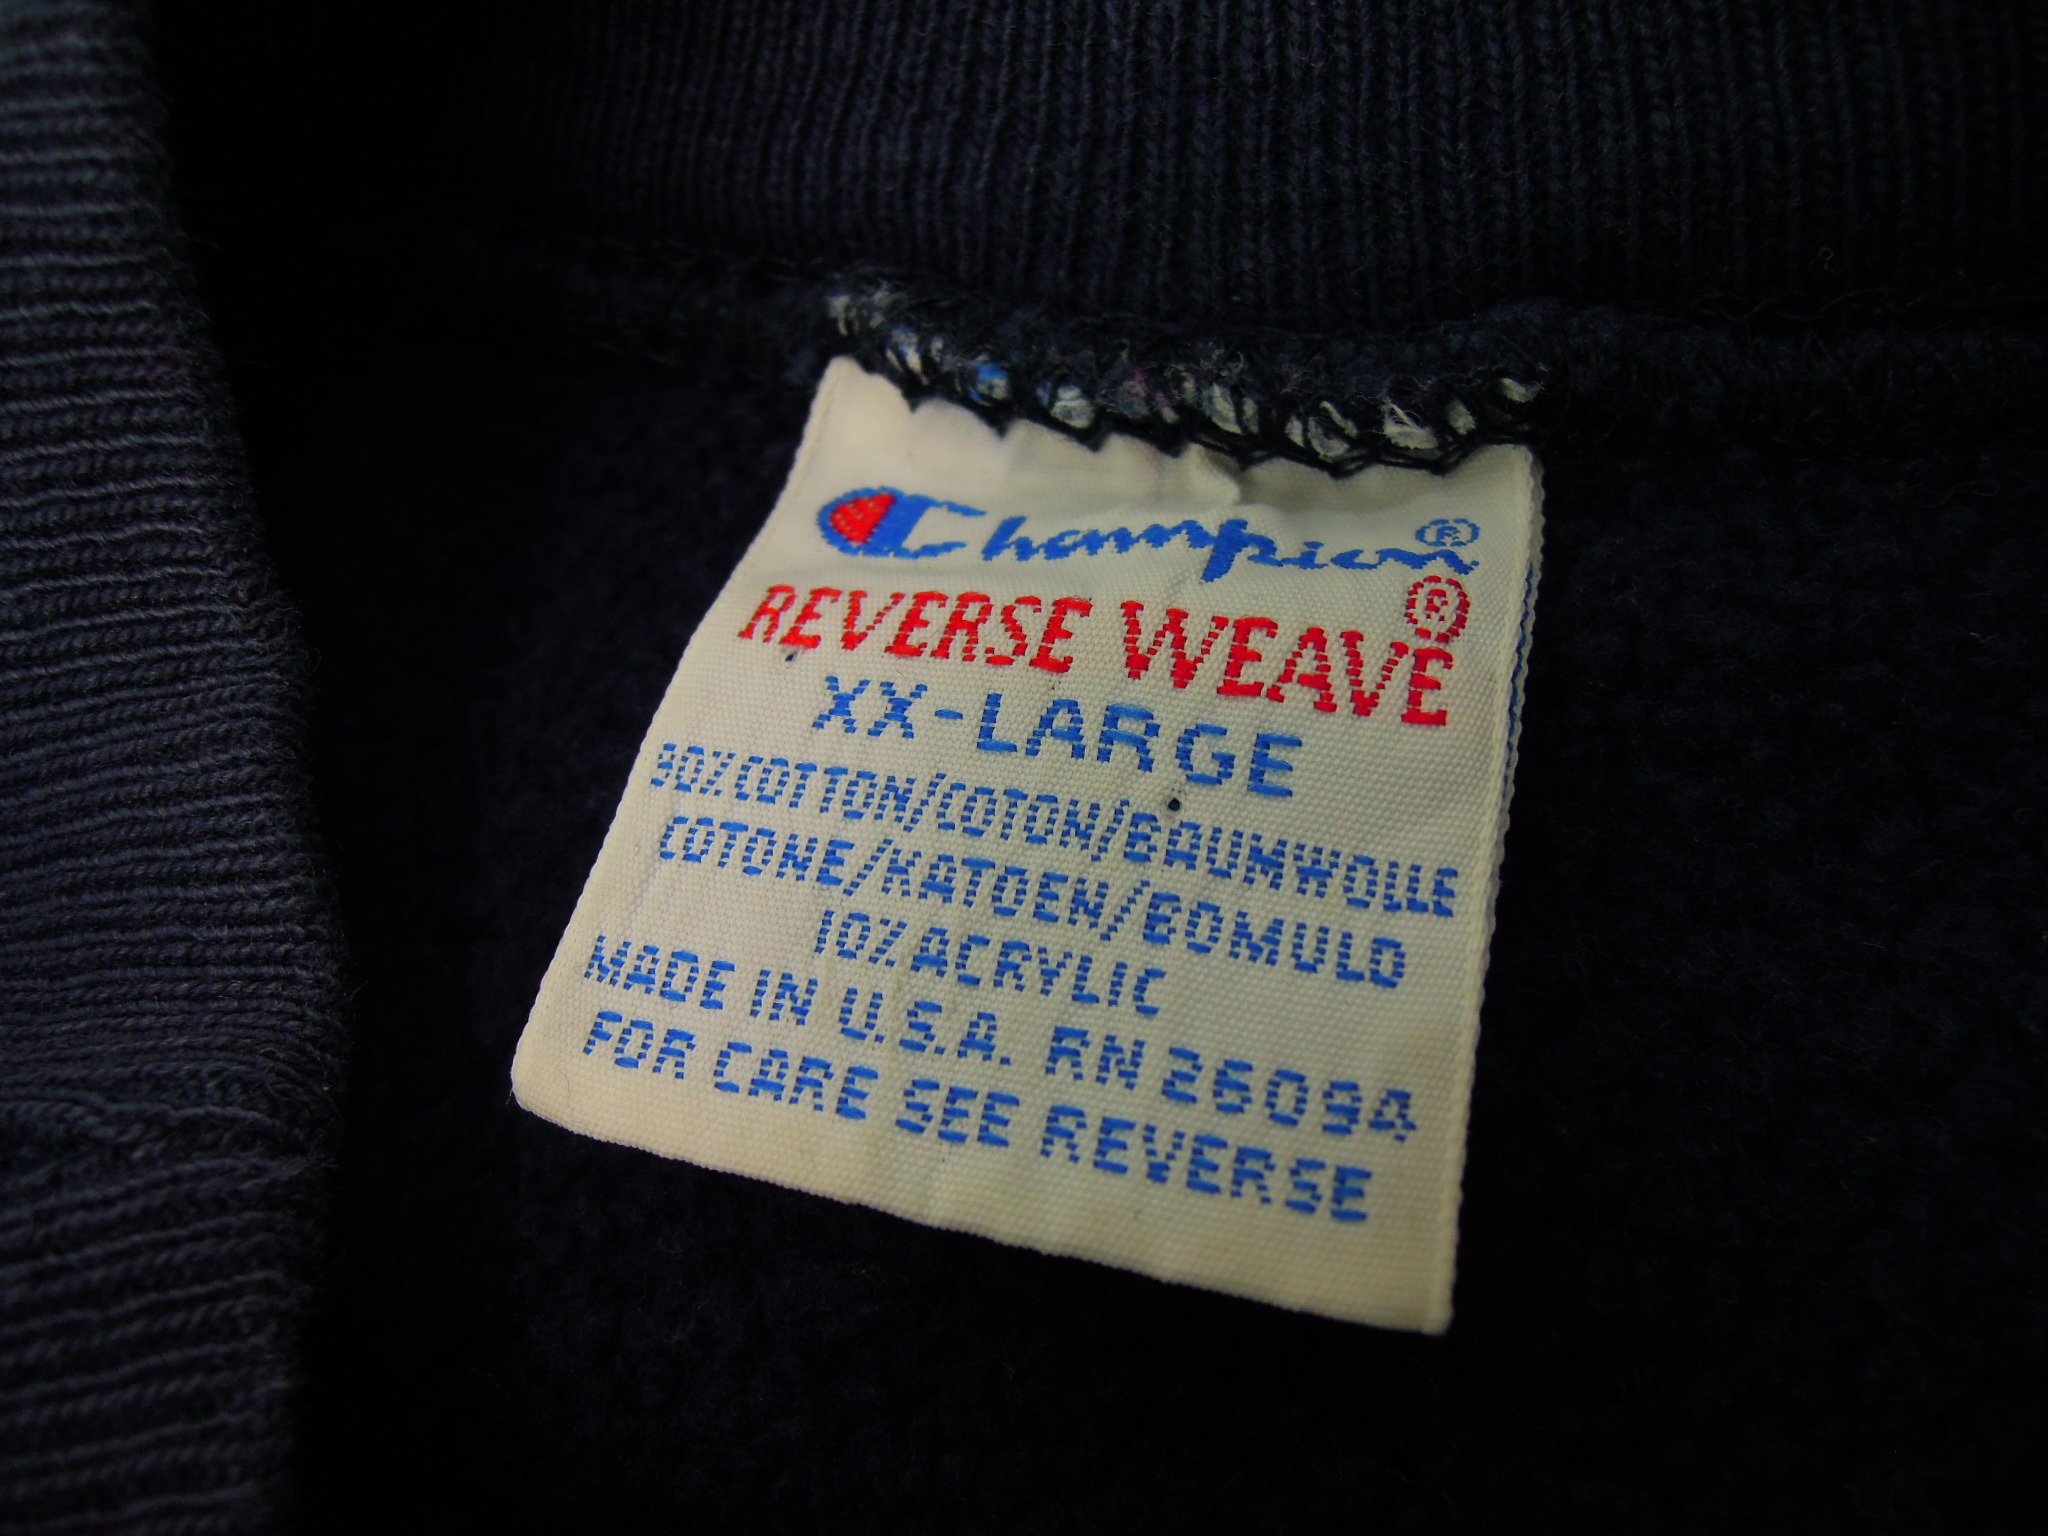 Champion®
REVERSE WEAVE®
XX-LARGE
90% COTTON/COTON/BAUMWOLLE
COTONE/KATOEN/BOMULD
10% ACRYLIC
MADE IN U.S.A. RN 26094
FOR CARE SEE REVERSE